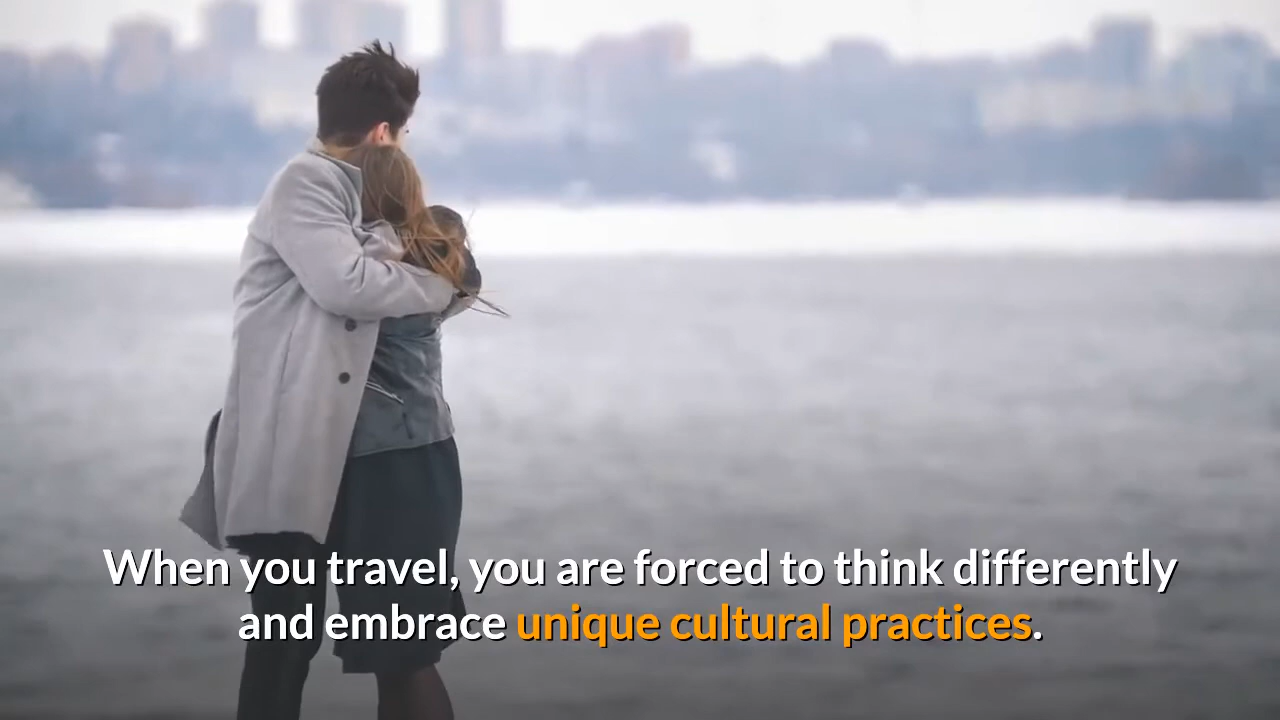 When you travel, you are forced to think differently
and embrace unique cultural practices.